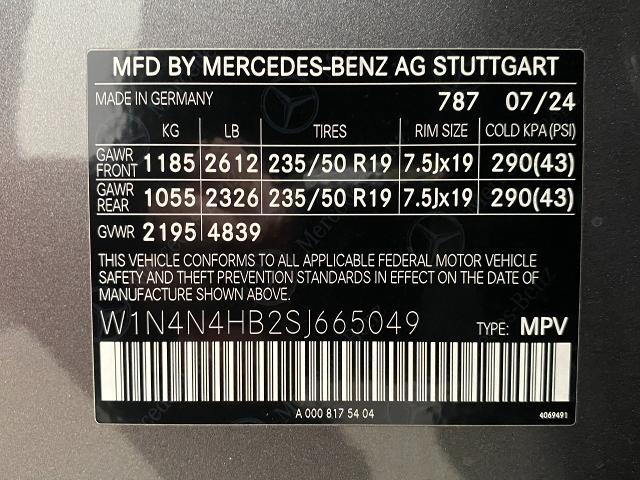 MFD BY MERCEDES-BENZ AG STUTTGART
MADE IN GERMANY 787 07/24
KG LB TIRES RIM SIZE COLD KPA(PSI)
GAWR FRONT 1185 2612 235/50 R19 7.5Jx19 290(43)
GAWR REAR 1055 2326 235/50 R19 7.5Jx19 290(43)
GVWR 2195 4839
THIS VEHICLE CONFORMS TO ALL APPLICABLE FEDERAL MOTOR VEHICLE
SAFETY AND THEFT PREVENTION STANDARDS IN EFFECT ON THE DATE OF
MANUFACTURE SHOWN ABOVE.
W1N4N4HB2SJ665049 TYPE: MPV
A 000 817 54 04 4069491